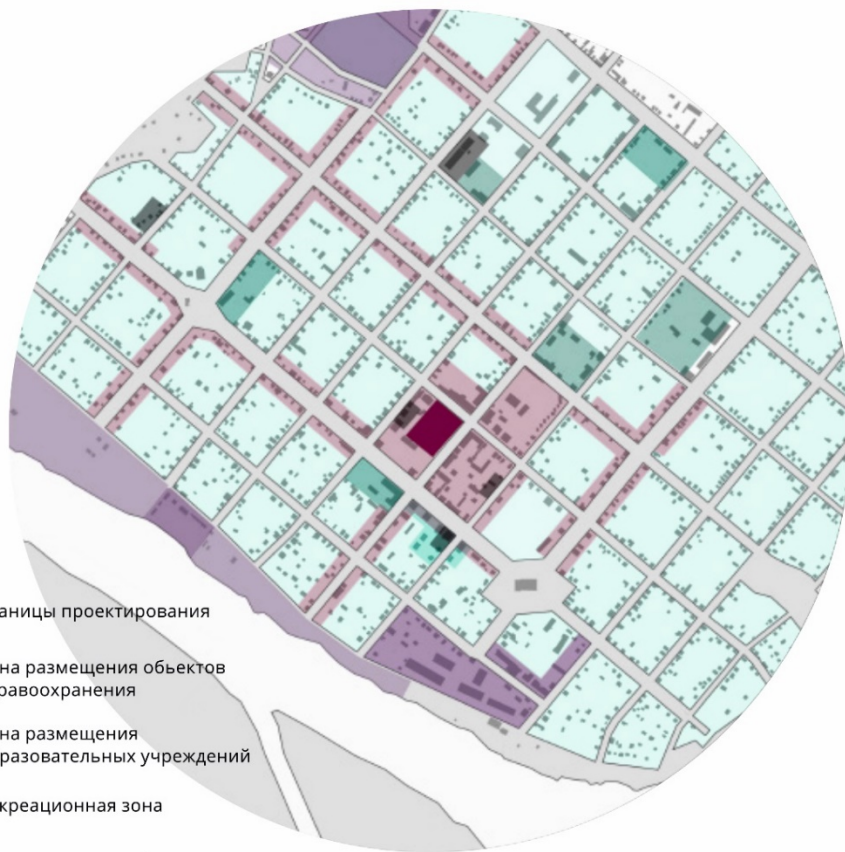 аницы проектирования
на размещения обьектов
равоохранения
на размещения
разовательных учреждений
креационная зона